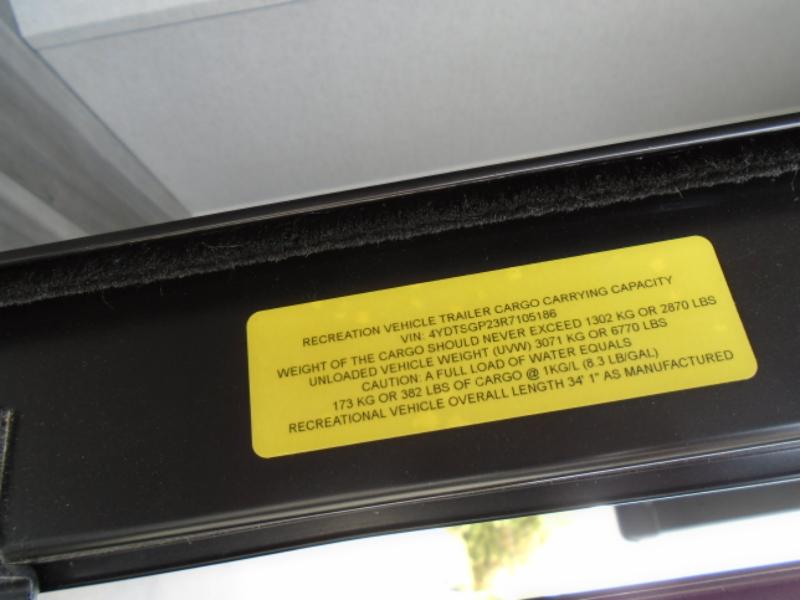 RECREATION VEHICLE TRAILER CARGO CARRYING CAPACITY
VIN: 4YDTSGP23R7105186
WEIGHT OF THE CARGO SHOULD NEVER EXCEED 1302 KG OR 2870 LBS
UNLOADED VEHICLE WEIGHT (UVW) 3071 KG OR 6770 LBS
CAUTION: A FULL LOAD OF WATER EQUALS
173 KG OR 382 LBS OF CARGO @ 1KG/L (8.3 LB/GAL)
RECREATIONAL VEHICLE OVERALL LENGTH 34' 1" AS MANUFACTURED